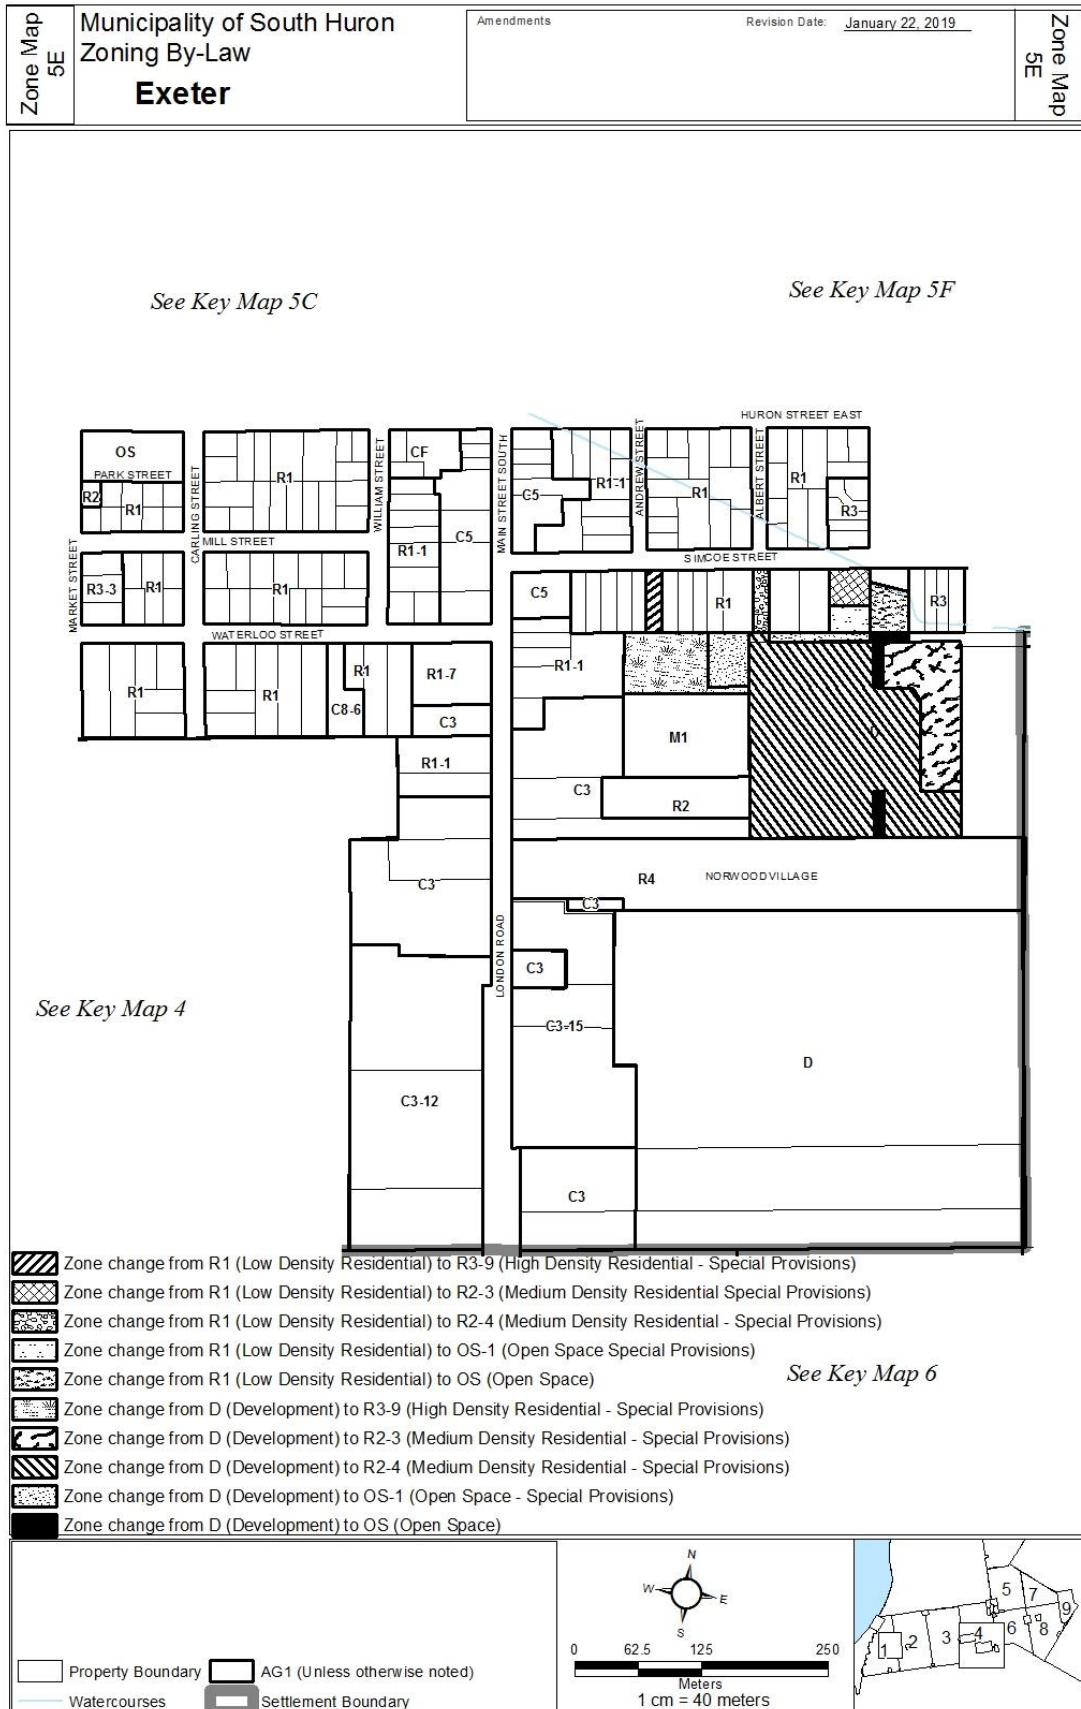 Zone Map
5E
Municipality of South Huron
Zoning By-Law
Exeter
Amendments
Revision Date: January 22, 2019
Zone Map
5E
See Key Map 5C
See Key Map 5F
HURON STREET EAST
OS
PARK STREET
R2
R1
CARLING STREET
R1
WILLIAM STREET
CF
MAIN STREET SOUTH
C5
R1-1
ANDREW STREET
R1
ALBERT STREET
R1
R3
MILL STREET
R1-1
C5
SIMCOE STREET
MARKET STREET
R3-3
R1
R1
C5
R1
R3
WATERLOO STREET
R1
R1
R1
C8-6
R1-7
C3
R1-1
R1-1
M1
C3
R2
C3
R4
NORWOOD VILLAGE
C3
LONDON ROAD
C3
See Key Map 4
C3-15
D
C3-12
C3
Zone change from R1 (Low Density Residential) to R3-9 (High Density Residential - Special Provisions)
Zone change from R1 (Low Density Residential) to R2-3 (Medium Density Residential Special Provisions)
Zone change from R1 (Low Density Residential) to R2-4 (Medium Density Residential - Special Provisions)
Zone change from R1 (Low Density Residential) to OS-1 (Open Space Special Provisions)
See Key Map 6
Zone change from R1 (Low Density Residential) to OS (Open Space)
Zone change from D (Development) to R3-9 (High Density Residential - Special Provisions)
Zone change from D (Development) to R2-3 (Medium Density Residential - Special Provisions)
Zone change from D (Development) to R2-4 (Medium Density Residential - Special Provisions)
Zone change from D (Development) to OS-1 (Open Space - Special Provisions)
Zone change from D (Development) to OS (Open Space)
Property Boundary
AG1 (Unless otherwise noted)
Watercourses
Settlement Boundary
N
W
E
S
0 62.5 125 250
Meters
1 cm = 40 meters
1
2
3
4
5
6
7
8
9